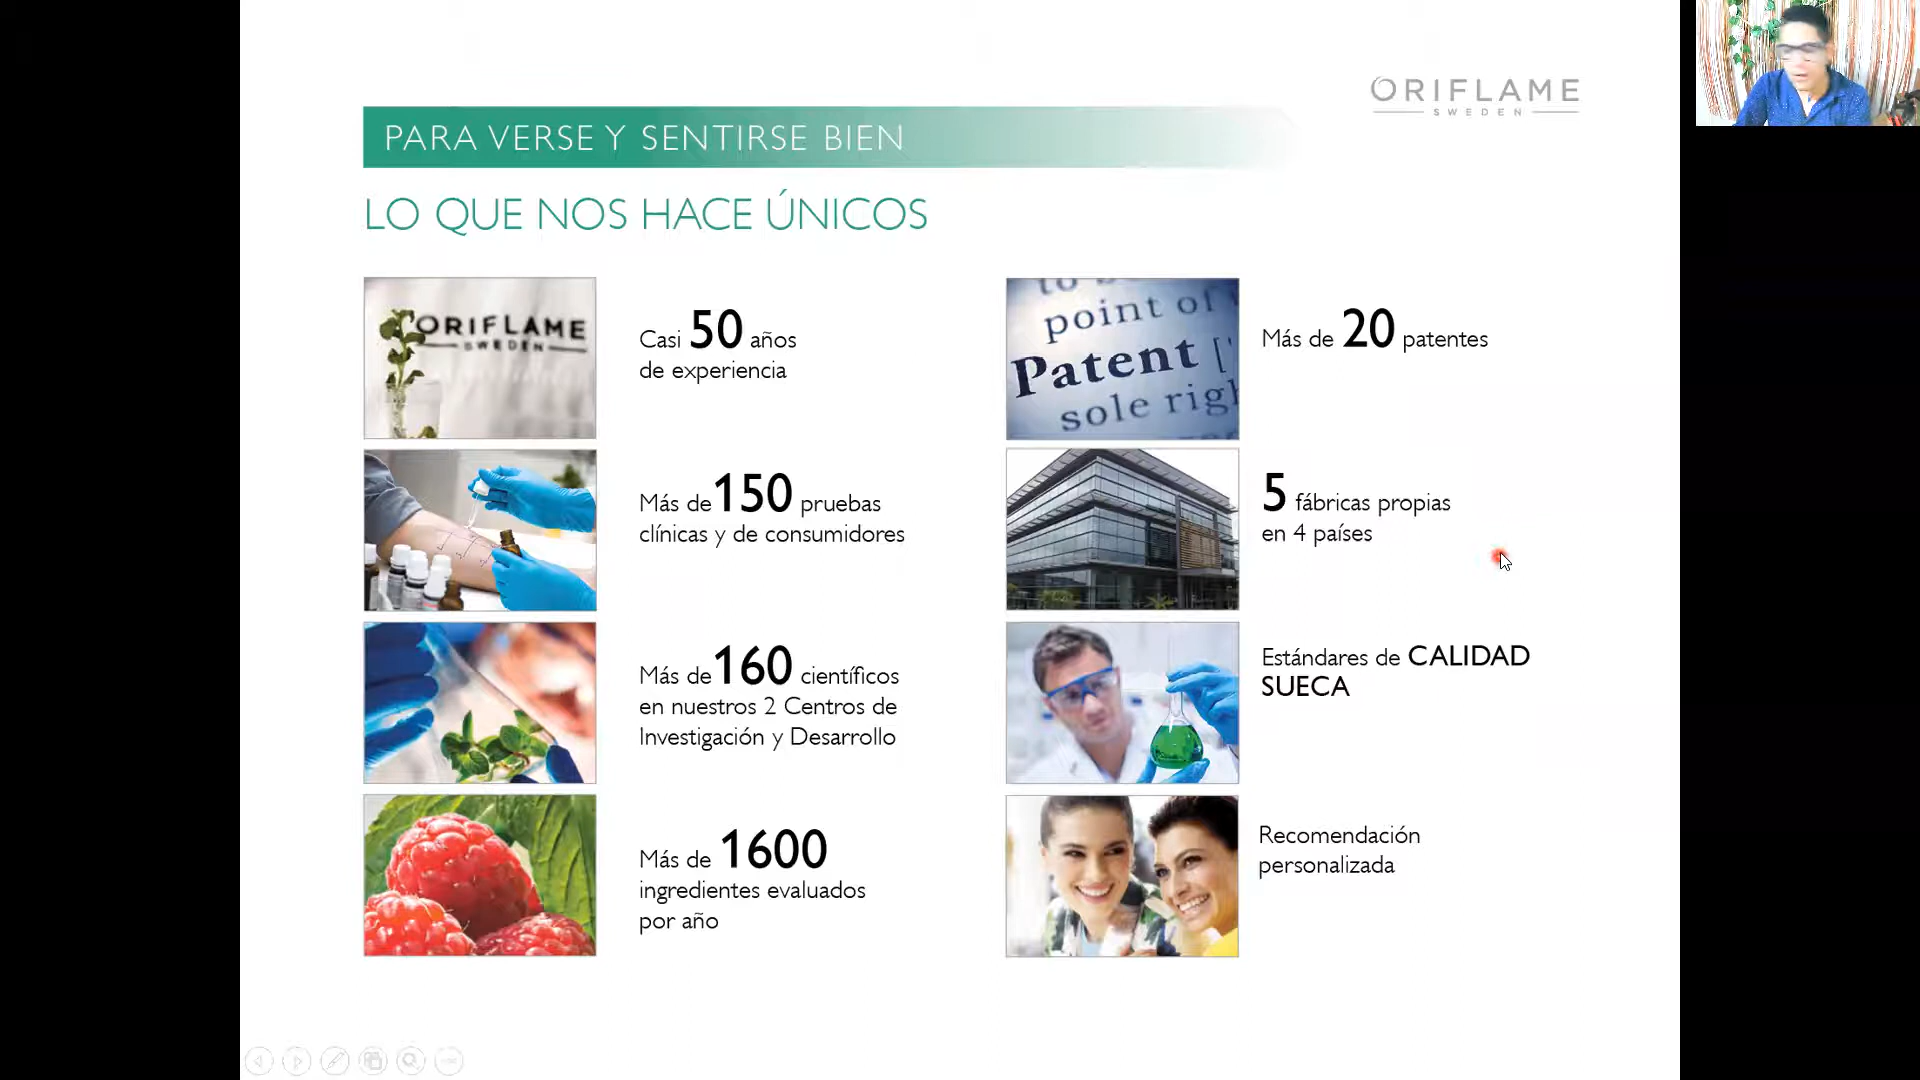 ORIFLAME
SWEDEN
PARA VERSE Y SENTIRSE BIEN
LO QUE NOS HACE ÚNICOS
ORIFLAME
SWEDEN
Casi 50 años
de experiencia
Más de 150 pruebas
clínicas y de consumidores
Más de 160 científicos
en nuestros 2 Centros de
Investigación y Desarrollo
Más de 1600
ingredientes evaluados
por año
point of
Patent
sole
Más de 20 patentes
5 fábricas propias
en 4 países
Estándares de CALIDAD
SUECA
Recomendación
personalizada